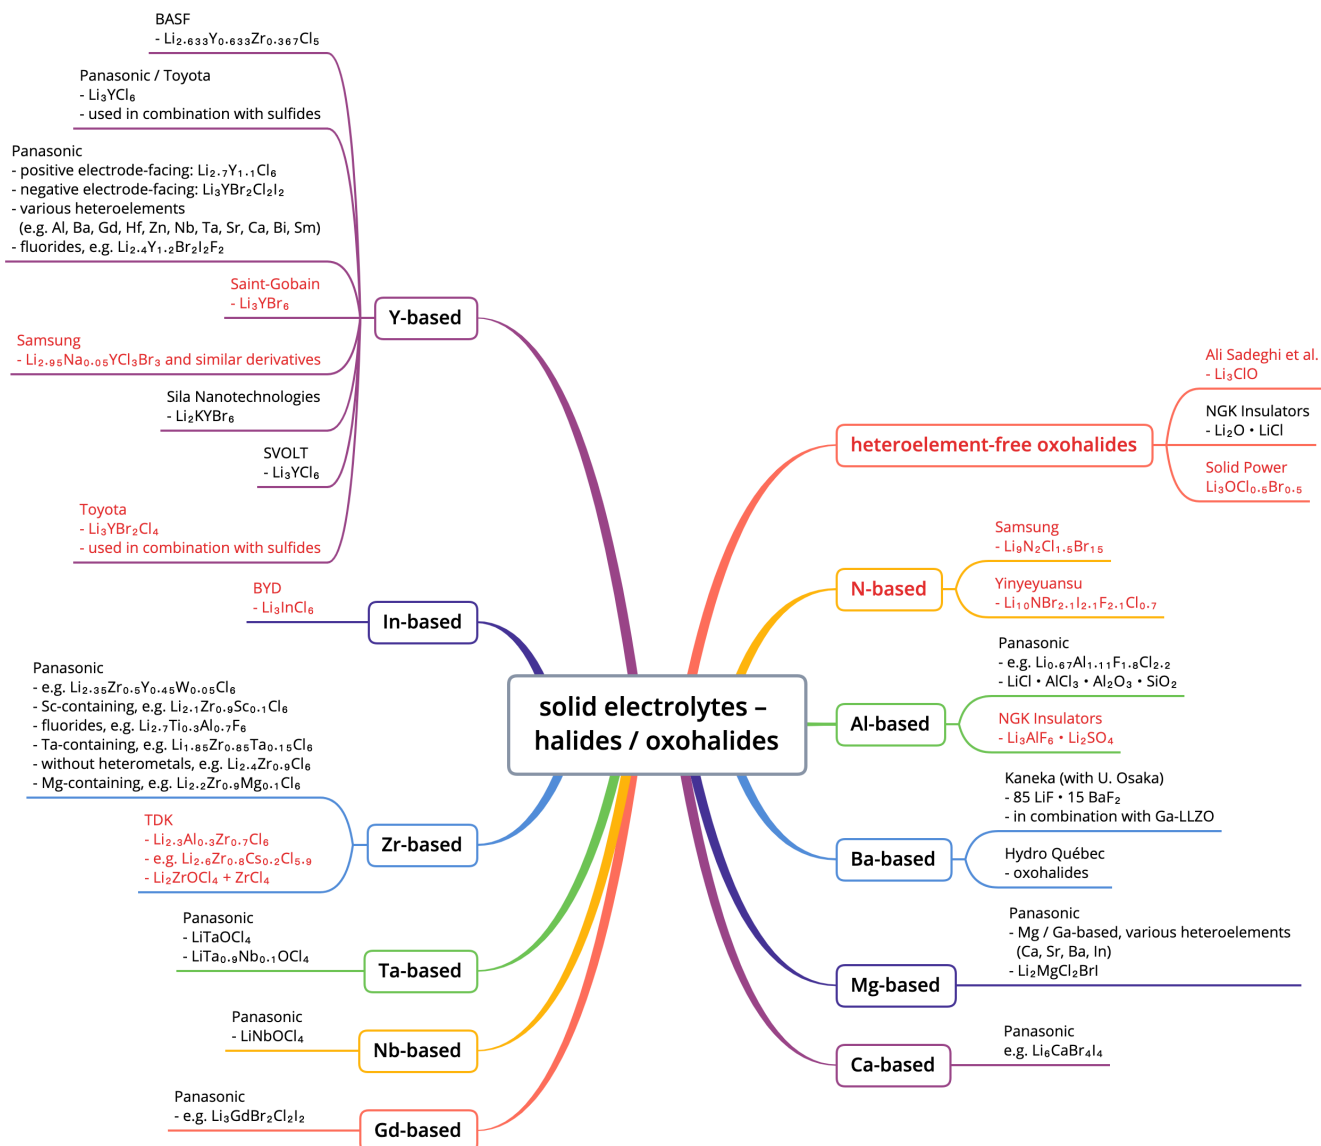 BASF
- Li₂.₆₃₃Y₀.₆₃₃Zr₀.₃₆₇Cl₅
Panasonic / Toyota
- Li₃YCl₆
- used in combination with sulfides
Panasonic
- positive electrode-facing: Li₂.₇Y₁.₁Cl₆
- negative electrode-facing: Li₃YBr₂Cl₂I₂
- various heteroelements
(e.g. Al, Ba, Gd, Hf, Zn, Nb, Ta, Sr, Ca, Bi, Sm)
- fluorides, e.g. Li₂.₄Y₁.₂Br₂I₂F₂
Saint-Gobain
- Li₃YBr₆
Samsung
- Li₂.₉₅Na₀.₀₅YCl₃Br₃ and similar derivatives
Sila Nanotechnologies
- Li₂KYBr₆
SVOLT
- Li₃YCl₆
Toyota
- Li₃YBr₂Cl₄
- used in combination with sulfides
Y-based
BYD
- Li₃InCl₆
In-based
Panasonic
- e.g. Li₂.₃₅Zr₀.₅Y₀.₄₅W₀.₀₅Cl₆
- Sc-containing, e.g. Li₂.₁Zr₀.₉Sc₀.₁Cl₆
- fluorides, e.g. Li₂.₇Ti₀.₃Al₀.₇F₆
- Ta-containing, e.g. Li₁.₈₅Zr₀.₈₅Ta₀.₁₅Cl₆
- without heterometals, e.g. Li₂.₄Zr₀.₉Cl₆
- Mg-containing, e.g. Li₂.₂Zr₀.₉Mg₀.₁Cl₆
TDK
- Li₂.₃Al₀.₃Zr₀.₇Cl₆
- e.g. Li₂.₆Zr₀.₈Cs₀.₂Cl₅.₉
- Li₂ZrOCl₄ + ZrCl₄
Zr-based
Panasonic
- LiTaOCl₄
- LiTa₀.₉Nb₀.₁OCl₄
Ta-based
Panasonic
- LiNbOCl₄
Nb-based
Panasonic
- e.g. Li₃GdBr₂Cl₂I₂
Gd-based
solid electrolytes –
halides / oxohalides
heteroelement-free oxohalides
Ali Sadeghi et al.
- Li₃ClO
NGK Insulators
- Li₂O • LiCl
Solid Power
Li₃OCl₀.₅Br₀.₅
N-based
Samsung
- Li₉N₂Cl₁.₅Br₁₅
Yinyeyuansu
- Li₁₀NBr₂.₁I₂.₁F₂.₁Cl₀.₇
Al-based
Panasonic
- e.g. Li₀.₆₇Al₁.₁₁F₁.₈Cl₂.₂
- LiCl • AlCl₃ • Al₂O₃ • SiO₂
NGK Insulators
- Li₃AlF₆ • Li₂SO₄
Ba-based
Kaneka (with U. Osaka)
- 85 LiF • 15 BaF₂
- in combination with Ga-LLZO
Hydro Québec
- oxohalides
Mg-based
Panasonic
- Mg / Ga-based, various heteroelements
(Ca, Sr, Ba, In)
- Li₂MgCl₂BrI
Ca-based
Panasonic
e.g. Li₆CaBr₄I₄